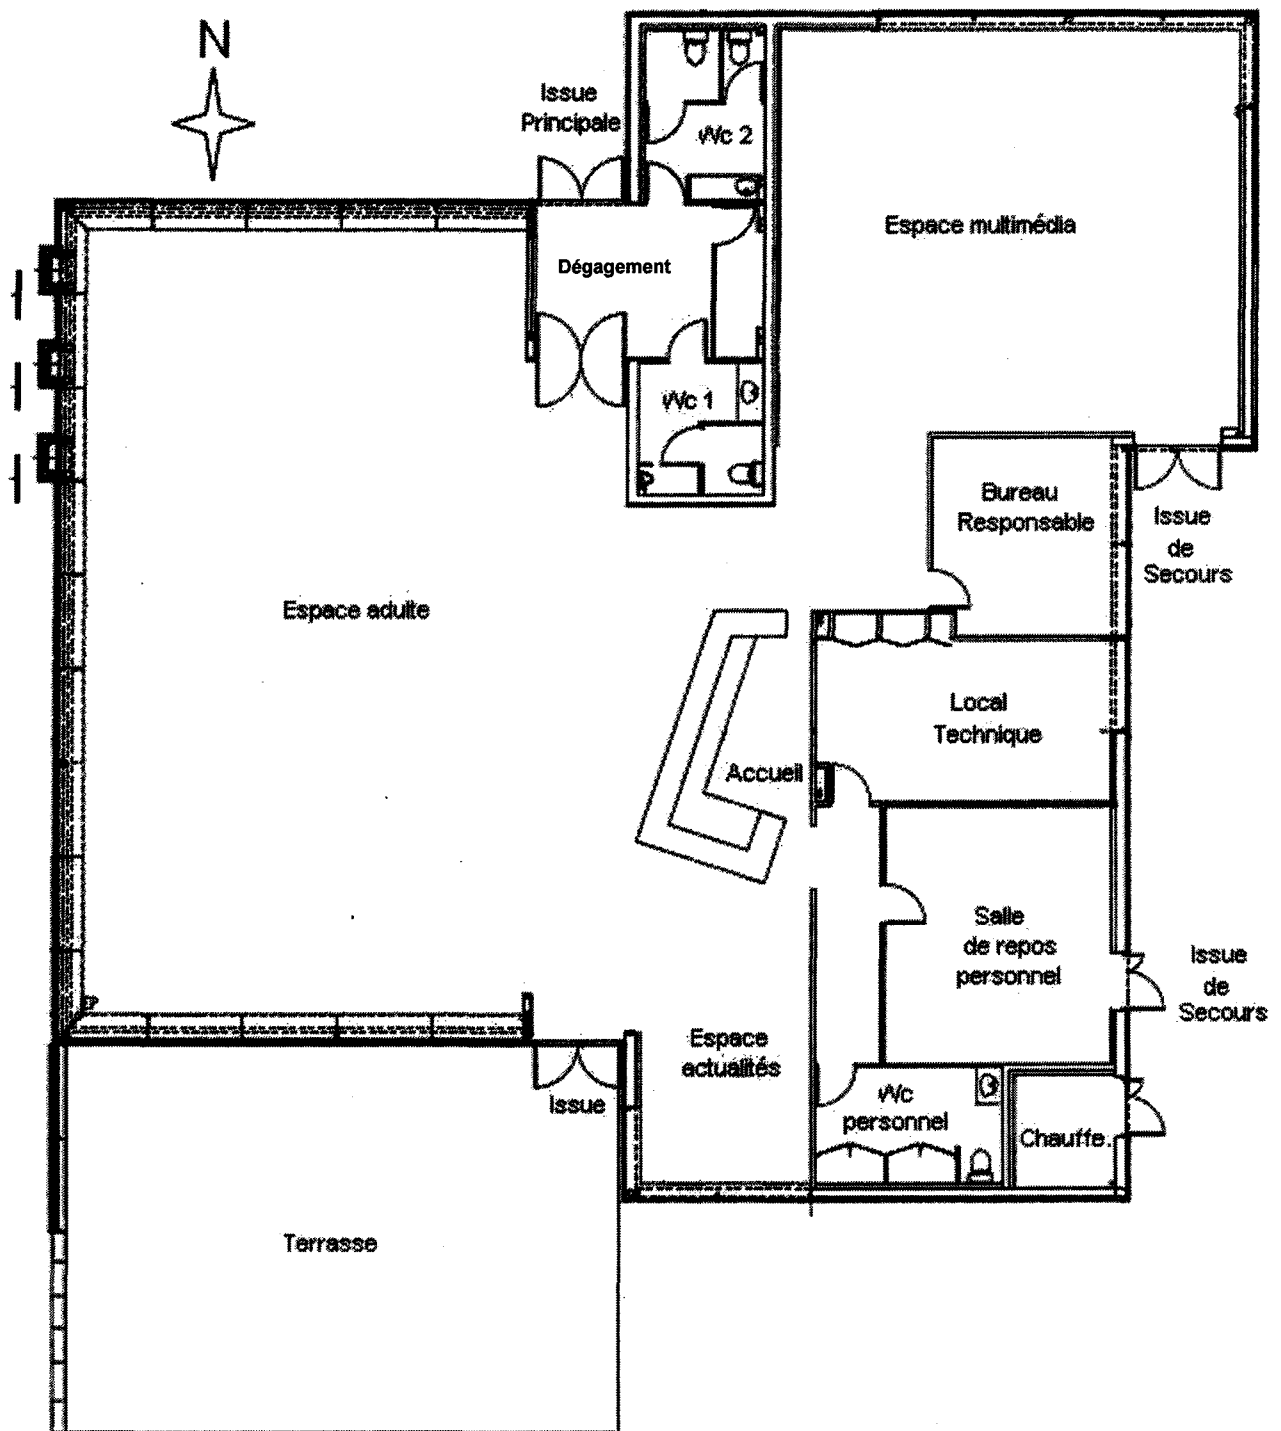 N
Issue
Principale
Wc 2
Espace multimédia
Dégagement
Wc 1
Bureau
Responsable
Issue
de
Secours
Espace adulte
Local
Technique
Accueil
Salle
de repos
personnel
Issue
de
Secours
EP
Espace
actualités
Issue
Wc
personnel
Chauffe.
Terrasse